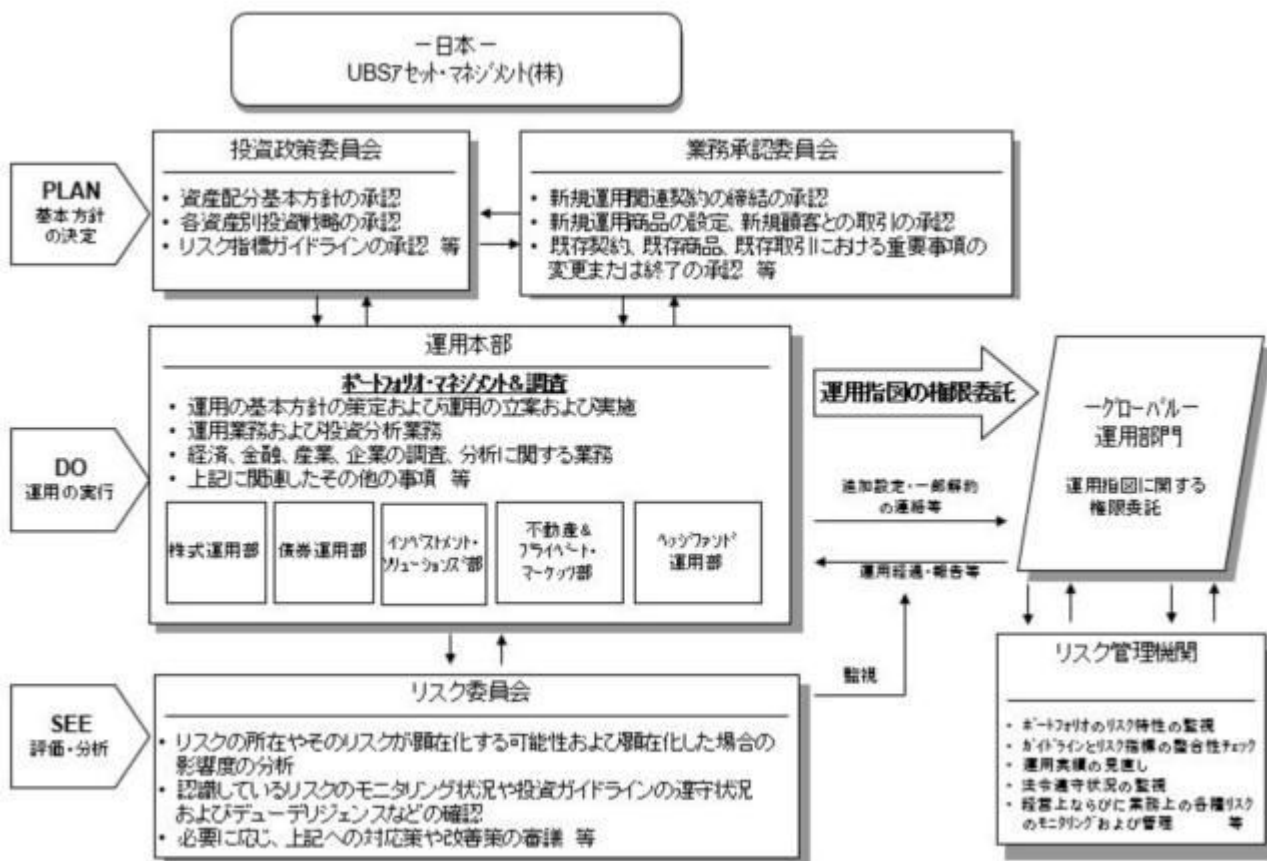 －日本－
UBSアセット・マネジメント(株)
PLAN
基本方針
の決定
投資政策委員会
・ 資産配分基本方針の承認
・ 各資産別投資戦略の承認
・ リスク指標ガイドラインの承認 等
業務承認委員会
・ 新規運用関連契約の締結の承認
・ 新規運用商品の設定、新規顧客との取引の承認
・ 既存契約、既存商品、既存取引における重要事項の
変更または終了の承認 等
DO
運用の実行
運用本部
ポートフォリオ・マネジメント＆調査
・ 運用の基本方針の策定および運用の立案および実施
・ 運用業務および投資分析業務
・ 経済、金融、産業、企業の調査、分析に関する業務
・ 上記に関連したその他の事項 等
株式運用部
債券運用部
インベストメント・
ソリューションズ部
不動産＆
プライベート・
マーケッツ部
ヘッジファンド
運用部
運用指図の権限委託
追加設定・一部解約
の連絡等
運用経過・報告等
監視
－グローバル－
運用部門
運用指図に関する
権限委託
SEE
評価・分析
リスク委員会
・ リスクの所在やそのリスクが顕在化する可能性および顕在化した場合の
影響度の分析
・ 認識しているリスクのモニタリング状況や投資ガイドラインの遵守状況
およびデューデリジェンスなどの確認
・ 必要に応じ、上記への対応策や改善策の審議 等
リスク管理機関
・ ポートフォリオのリスク特性の監視
・ ガイドラインとリスク指標の整合性チェック
・ 運用実績の見直し
・ 法令遵守状況の監視
・ 経営上ならびに業務上の各種リスク
のモニタリングおよび管理 等